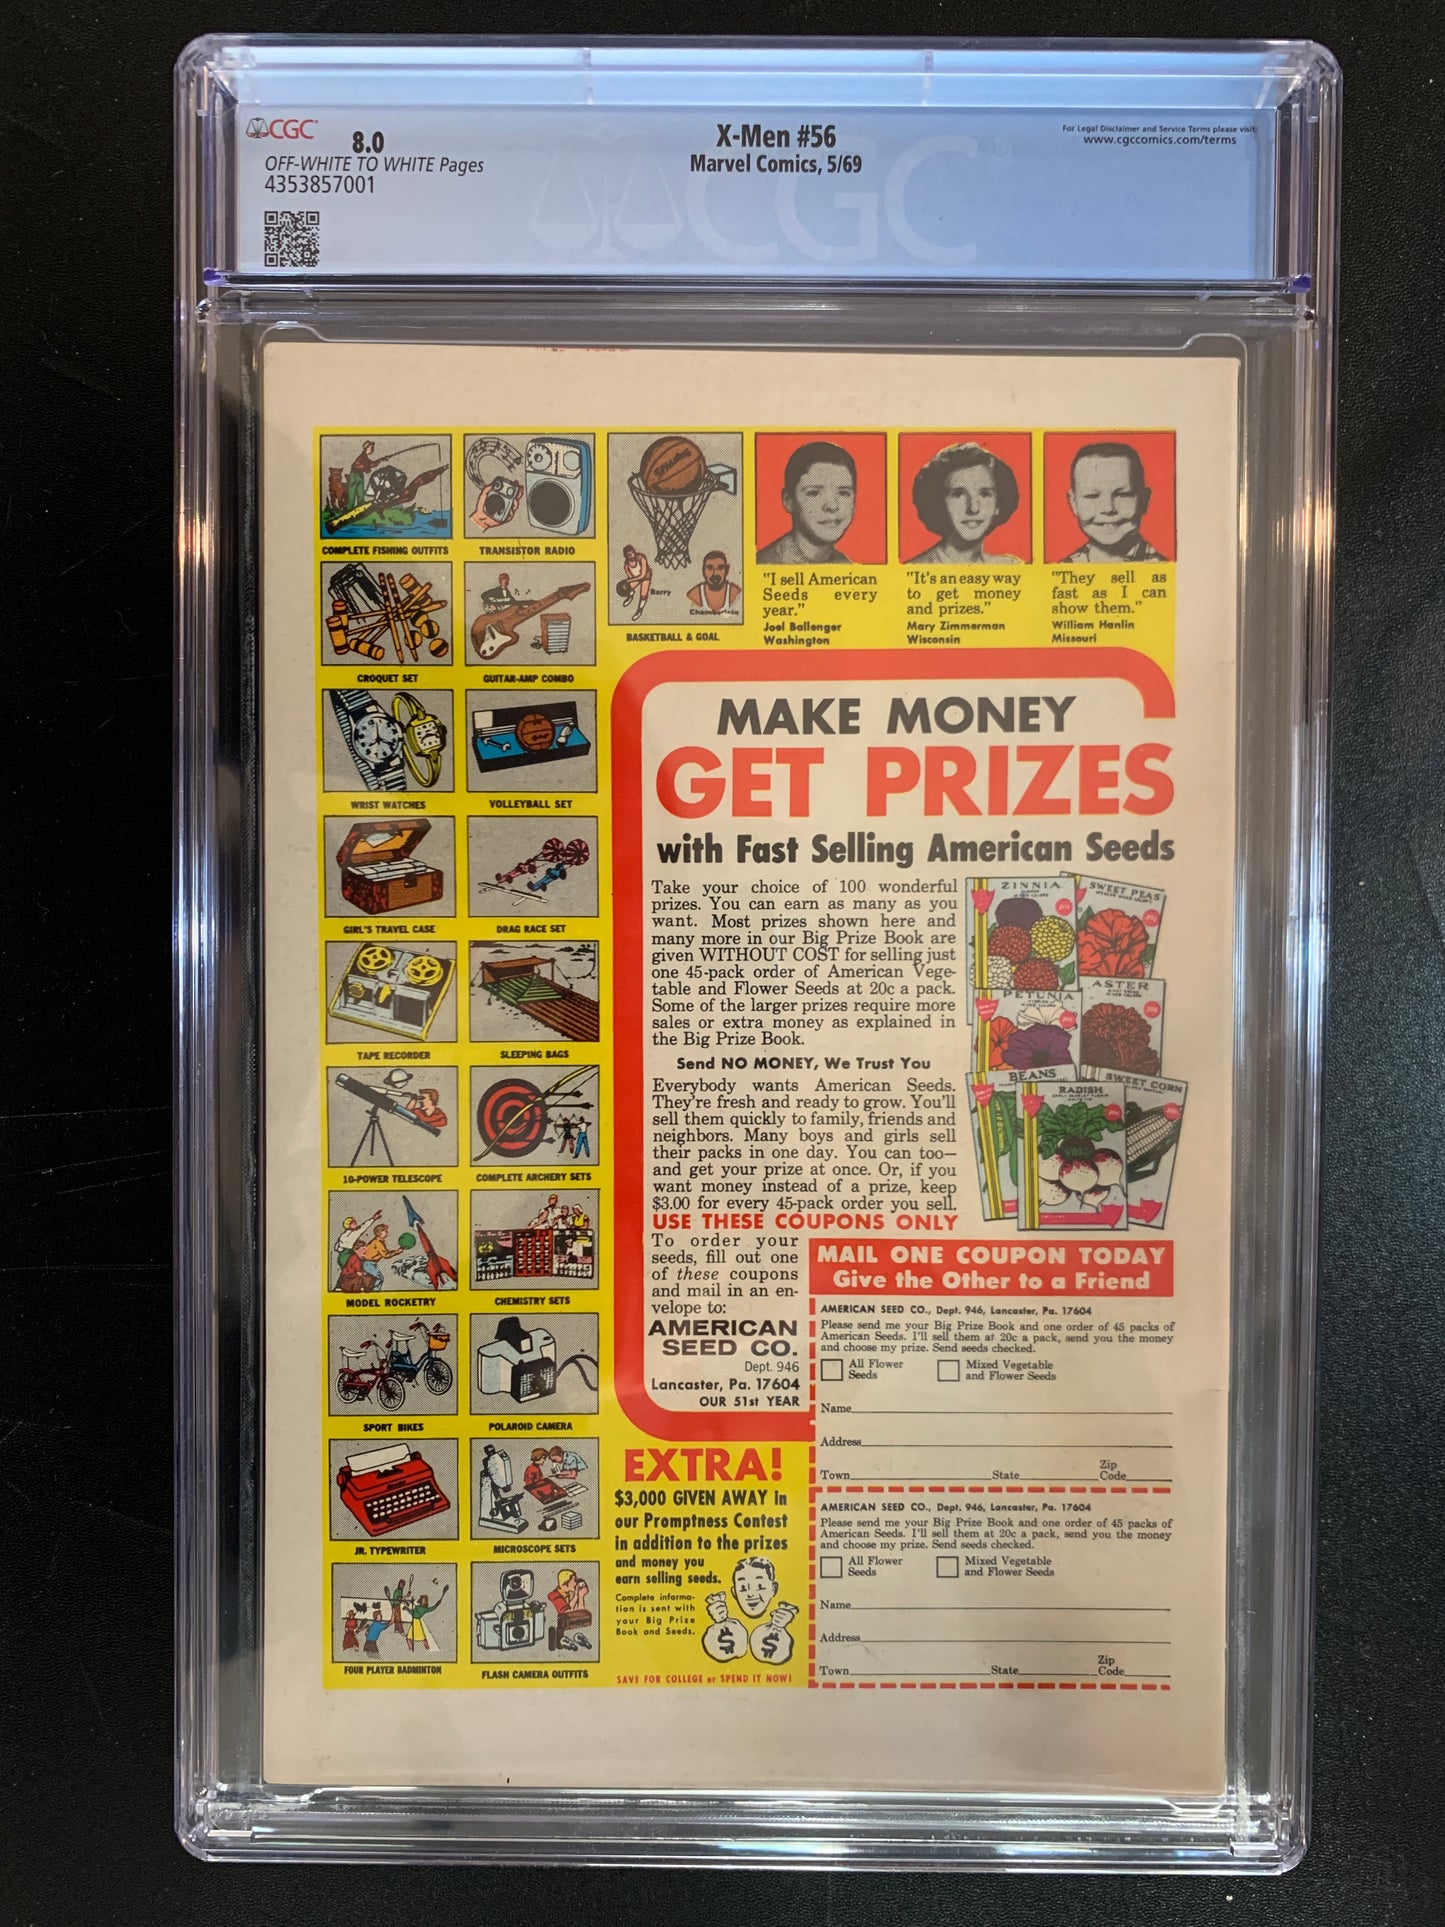 CGC
8.0
OFF-WHITE TO WHITE Pages
4353857001
X-Men #56
Marvel Comics, 5/69
For Legal Disclaimer and Service Terms please visit:
www.cgccomics.com/terms
CGC
COMPLETE FISHING OUTFITS
TRANSISTOR RADIO
CROQUET SET
GUITAR-AMP COMBO
WRIST WATCHES
VOLLEYBALL SET
GIRL'S TRAVEL CASE
DRAG RACE SET
TAPE RECORDER
SLEEPING BAGS
10-POWER TELESCOPE
COMPLETE ARCHERY SETS
MODEL ROCKETRY
CHEMISTRY SETS
SPORT BIKES
POLAROID CAMERA
JR. TYPEWRITER
MICROSCOPE SETS
FOUR PLAYER BADMINTON
FLASH CAMERA OUTFITS
Spalding
Barry
Chamberlain
BASKETBALL & GOAL
"I sell American
Seeds every
year."
Joel Ballenger
Washington
"It's an easy way
to get money
and prizes."
Mary Zimmerman
Wisconsin
"They sell as
fast as I can
show them."
William Hanlin
Missouri
MAKE MONEY
GET PRIZES
with Fast Selling American Seeds
Take your choice of 100 wonderful
prizes. You can earn as many as you
want. Most prizes shown here and
many more in our Big Prize Book are
given WITHOUT COST for selling just
one 45-pack order of American Vege-
table and Flower Seeds at 20c a pack.
Some of the larger prizes require more
sales or extra money as explained in
the Big Prize Book.
Send NO MONEY, We Trust You
Everybody wants American Seeds.
They're fresh and ready to grow. You'll
sell them quickly to family, friends and
neighbors. Many boys and girls sell
their packs in one day. You can too—
and get your prize at once. Or, if you
want money instead of a prize, keep
$3.00 for every 45-pack order you sell.
USE THESE COUPONS ONLY
To order your
seeds, fill out one
of these coupons
and mail in an en-
velope to:
AMERICAN
SEED CO.
Dept. 946
Lancaster, Pa. 17604
OUR 51st YEAR
ZINNIA
SWEET PEAS
PETUNIA
ASTER
BEANS
RADISH
SWEET CORN
MAIL ONE COUPON TODAY
Give the Other to a Friend
AMERICAN SEED CO., Dept. 946, Lancaster, Pa. 17604
Please send me your Big Prize Book and one order of 45 packs of
American Seeds. I'll sell them at 20c a pack, send you the money
and choose my prize. Send seeds checked.
All Flower
Seeds
Mixed Vegetable
and Flower Seeds
Name
Address
Town State Zip
Code
AMERICAN SEED CO., Dept. 946, Lancaster, Pa. 17604
Please send me your Big Prize Book and one order of 45 packs of
American Seeds. I'll sell them at 20c a pack, send you the money
and choose my prize. Send seeds checked.
All Flower
Seeds
Mixed Vegetable
and Flower Seeds
Name
Address
Town State Zip
Code
EXTRA!
$3,000 GIVEN AWAY in
our Promptness Contest
in addition to the prizes
and money you
earn selling seeds.
Complete informa-
tion is sent with
your Big Prize
Book and Seeds.
$ $
SAVE FOR COLLEGE or SPEND IT NOW!